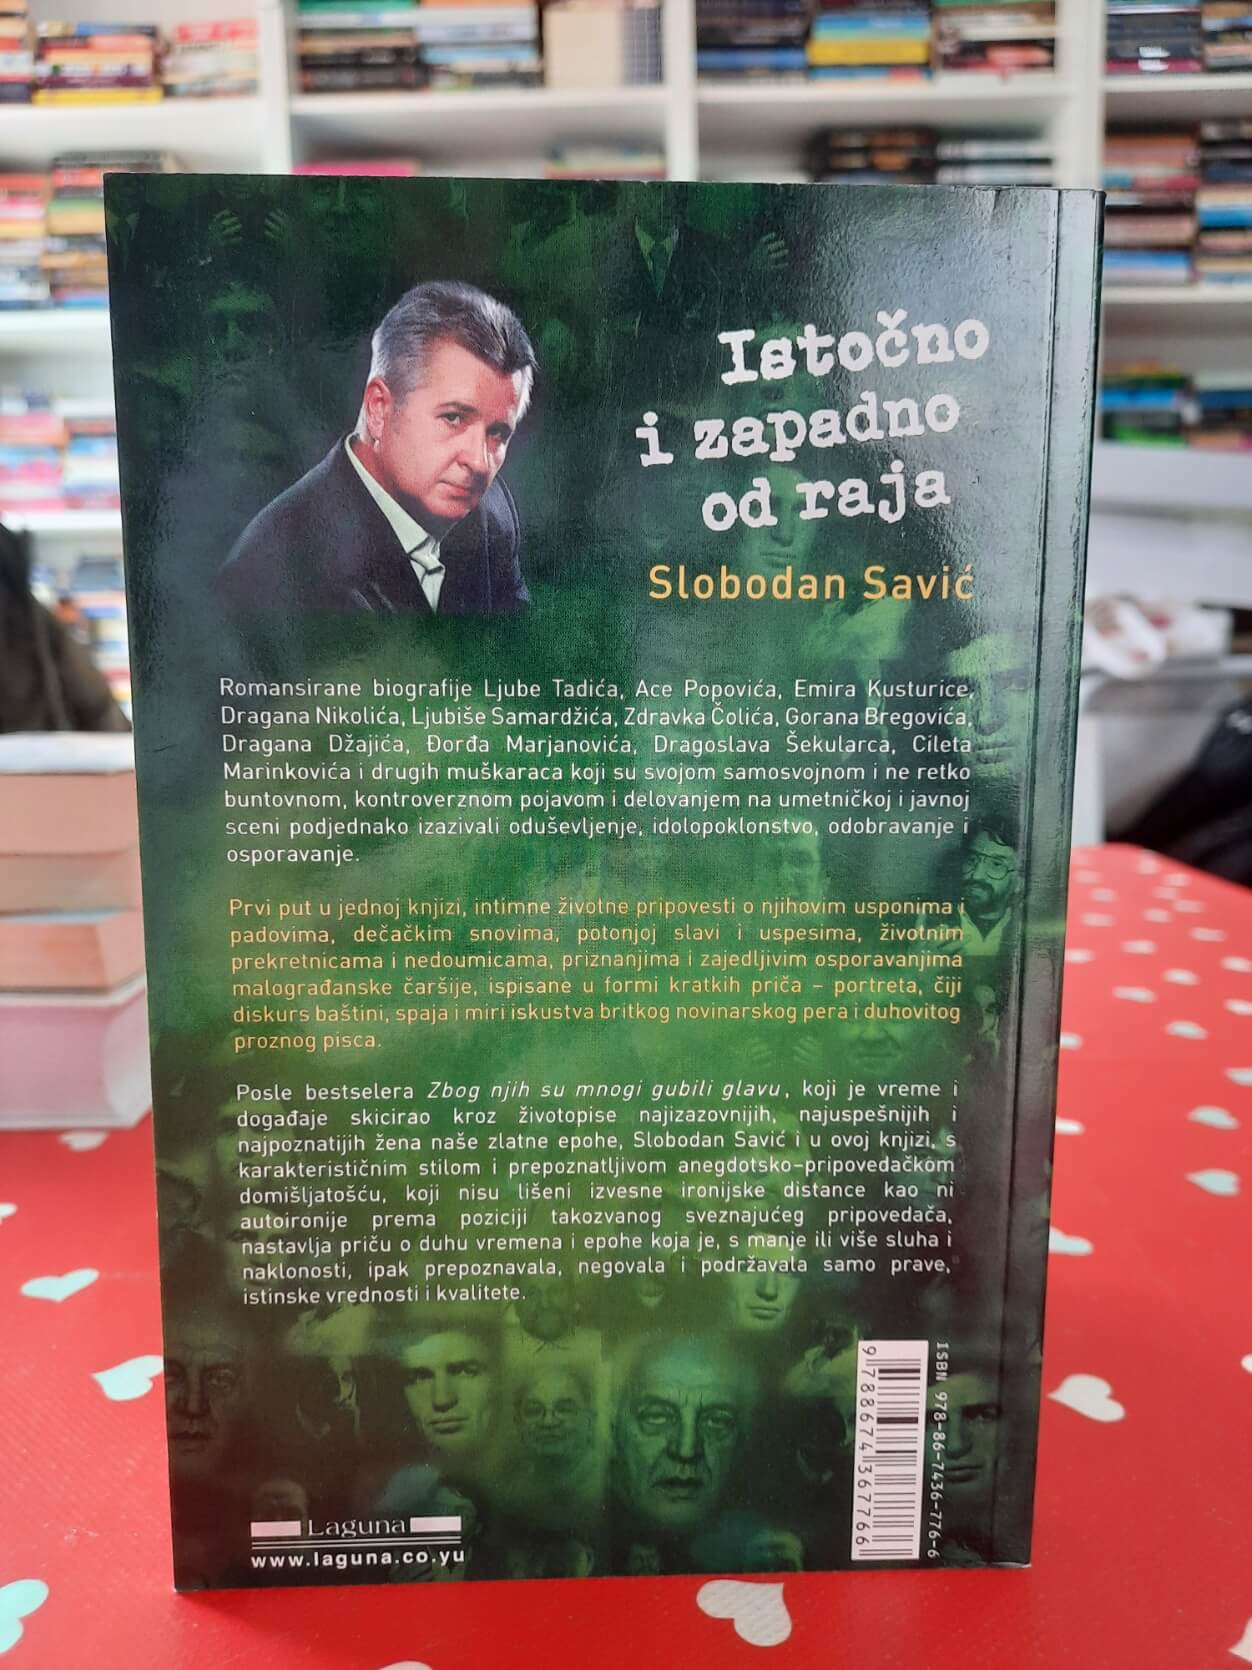 Istočno
i zapadno
od raja
Slobodan Savić
Romansirane biografije Ljube Tadića, Ace Popovića, Emira Kusturice,
Dragana Nikolića, Ljubiše Samardžića, Zdravka Čolića, Gorana Bregovića,
Dragana Džajića, Đorđa Marjanovića, Dragoslava Šekularca, Cileta
Marinkovića i drugih muškaraca koji su svojom samosvojnom i ne retko
buntovnom, kontroverznom pojavom i delovanjem na umetničkoj i javnoj
sceni podjednako izazivali oduševljenje, idolopoklonstvo, odobravanje i
osporavanje.
Prvi put u jednoj knjizi, intimne životne pripovesti o njihovim usponima i
padovima, dečačkim snovima, potonjoj slavi i uspesima, životnim
prekretnicama i nedoumicama, priznanjima i zajedljivim osporavanjima
malograđanske čaršije, ispisane u formi kratkih priča – portreta, čiji
diskurs baštini, spaja i miri iskustva britkog novinarskog pera i duhovitog
proznog pisca.
Posle bestselera Zbog njih su mnogi gubili glavu, koji je vreme i
događaje skicirao kroz životopise najizazovnijih, najuspešnijih i
najpoznatijih žena naše zlatne epohe, Slobodan Savić i u ovoj knjizi, s
karakterističnim stilom i prepoznatljivom anegdotsko-pripovedačkom
domišljatošću, koji nisu lišeni izvesne ironijske distance kao ni
autoironije prema poziciji takozvanog sveznajućeg pripovedača,
nastavlja priču o duhu vremena i epohe koja je, s manje ili više sluha i
naklonosti, ipak prepoznavala, negovala i podržavala samo prave,
istinske vrednosti i kvalitete.
ISBN 978-86-7436-776-6
9788674367766
Laguna
www.laguna.co.yu